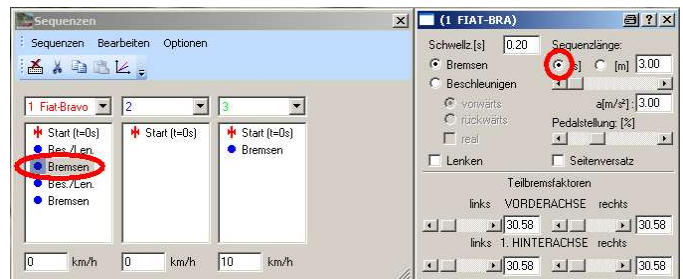 Sequenzen
Sequenzen Bearbeiten Optionen
1 Fiat-Bravo
2
3
Start (t=0s)
Bes./Len.
Bremsen
Bes./Len.
Bremsen
Start (t=0s)
Start (t=0s)
Bremsen
0 km/h
0 km/h
10 km/h
(1 FIAT-BRA)
Schwellz.[s] 0.20 Sequenzlänge:
Bremsen [s] [m] 3.00
Beschleunigen
vorwärts a[m/s²]: 3.00
rückwärts Pedalstellung: [%]
real
Lenken Seitenversatz
Teilbremsfaktoren
links VORDERACHSE rechts
30.58 30.58
links 1. HINTERACHSE rechts
30.58 30.58